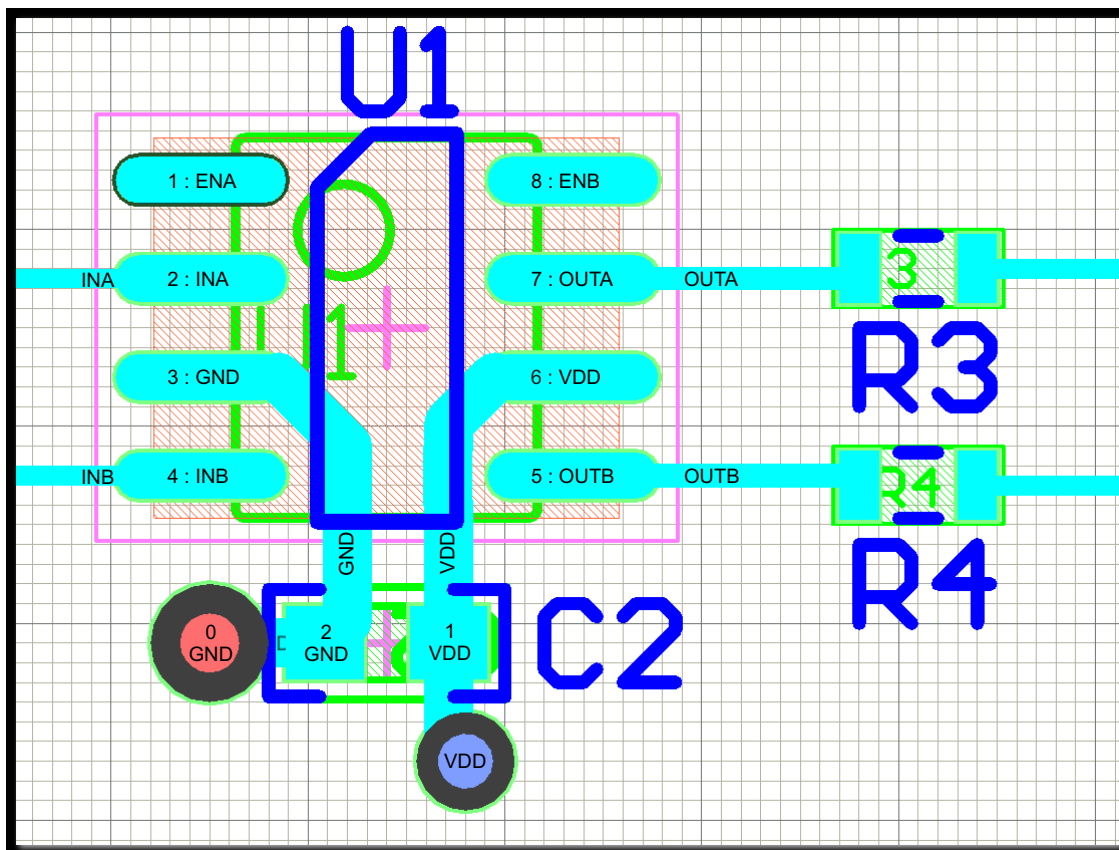 U1
1 : ENA
8 : ENB
INA
2 : INA
7 : OUTA
OUTA
3
R3
1
3 : GND
6 : VDD
INB
4 : INB
5 : OUTB
OUTB
R4
R4
GND
VDD
0
GND
2
GND
1
VDD
C2
VDD